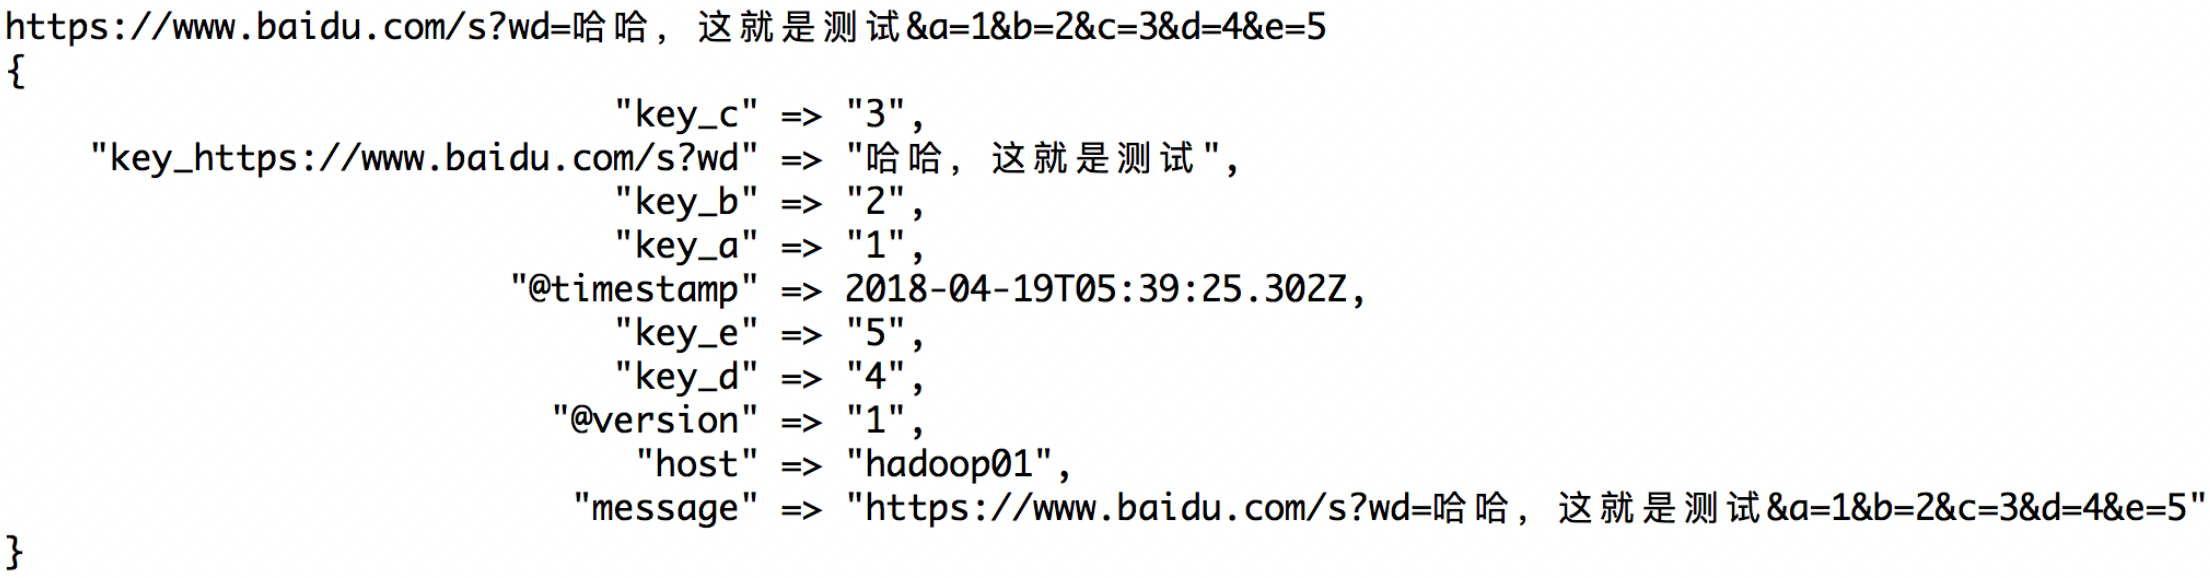 https://www.baidu.com/s?wd=哈哈，这就是测试&a=1&b=2&c=3&d=4&e=5
{
"key_c" => "3",
"key_https://www.baidu.com/s?wd" => "哈哈，这就是测试",
"key_b" => "2",
"key_a" => "1",
"@timestamp" => 2018-04-19T05:39:25.302Z,
"key_e" => "5",
"key_d" => "4",
"@version" => "1",
"host" => "hadoop01",
"message" => "https://www.baidu.com/s?wd=哈哈，这就是测试&a=1&b=2&c=3&d=4&e=5"
}